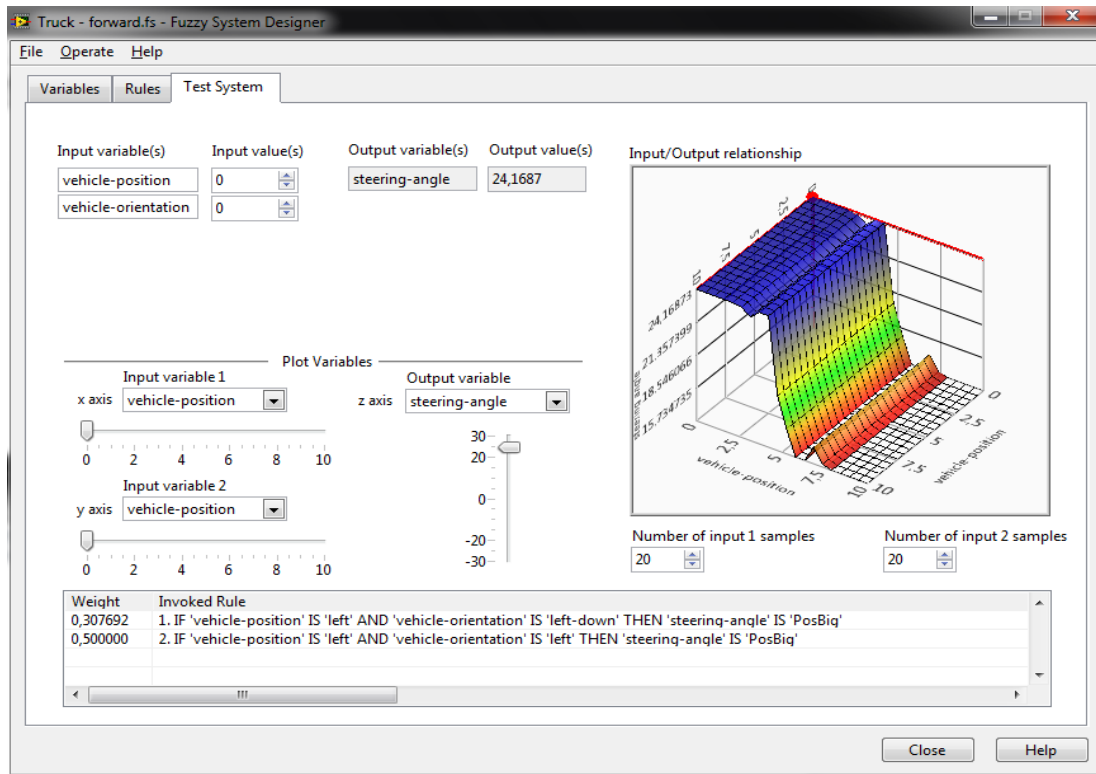 Truck - forward.fs - Fuzzy System Designer
File Operate Help
Variables Rules Test System
Input variable(s) Input value(s) Output variable(s) Output value(s) Input/Output relationship
vehicle-position 0 steering-angle 24,1687
vehicle-orientation 0
0
2,5
5
7,5
10
24,16873
21,357399
18,546066
15,734735
steering angle
0 2,5 5 7,5 10
vehicle-position
10 7,5 5 2,5 0
vehicle-position
Plot Variables
Input variable 1 Output variable
x axis vehicle-position z axis steering-angle
0 2 4 6 8 10
Input variable 2
y axis vehicle-position
0 2 4 6 8 10
30
20
0
-20
-30
Number of input 1 samples Number of input 2 samples
20 20
Weight Invoked Rule
0,307692 1. IF 'vehicle-position' IS 'left' AND 'vehicle-orientation' IS 'left-down' THEN 'steering-angle' IS 'PosBig'
0,500000 2. IF 'vehicle-position' IS 'left' AND 'vehicle-orientation' IS 'left' THEN 'steering-angle' IS 'PosBig'
Close Help